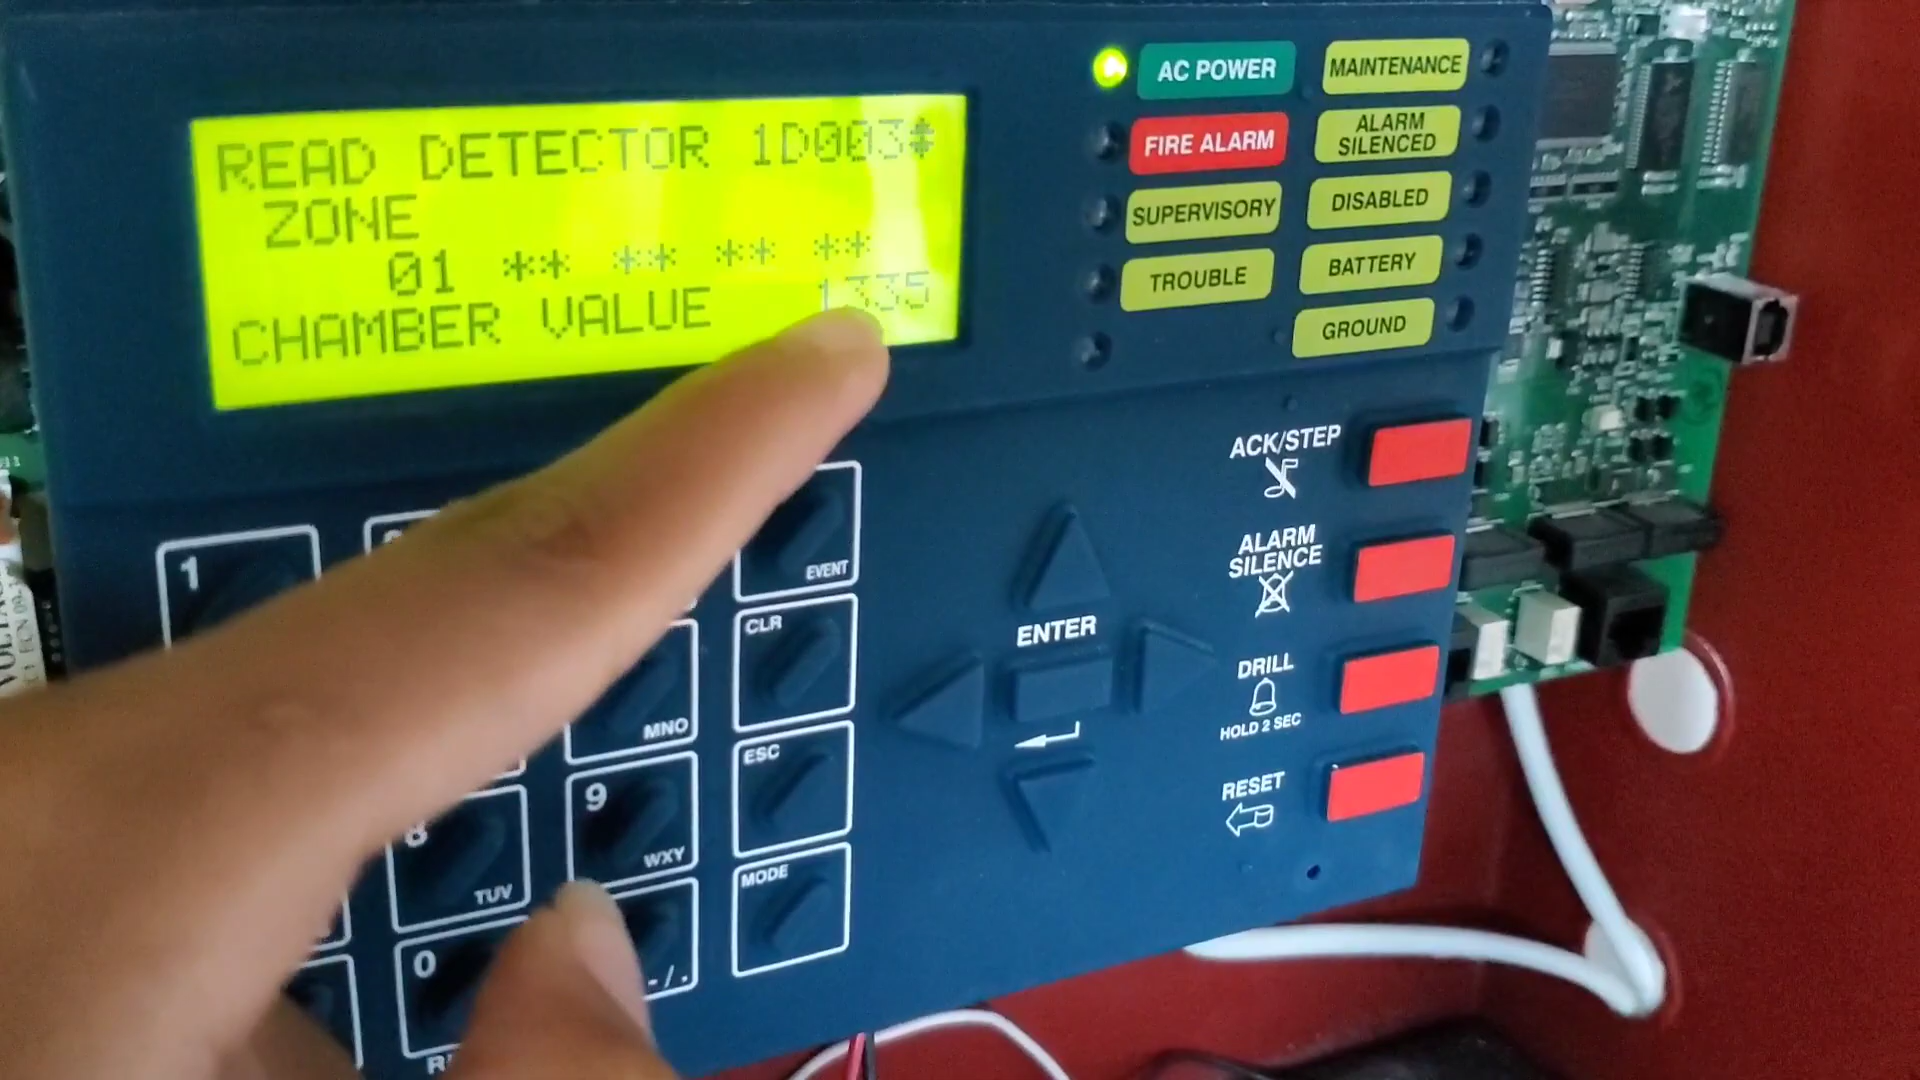 READ DETECTOR 1D003
ZONE
01 ** ** ** **
CHAMBER VALUE 1335
AC POWER
FIRE ALARM
SUPERVISORY
TROUBLE
MAINTENANCE
ALARM
SILENCED
DISABLED
BATTERY
GROUND
ACK/STEP
ALARM
SILENCE
DRILL
HOLD 2 SEC
RESET
ENTER
1
EVENT
CLR
MNO
ESC
8
TUV
9
WXY
MODE
0
- / .